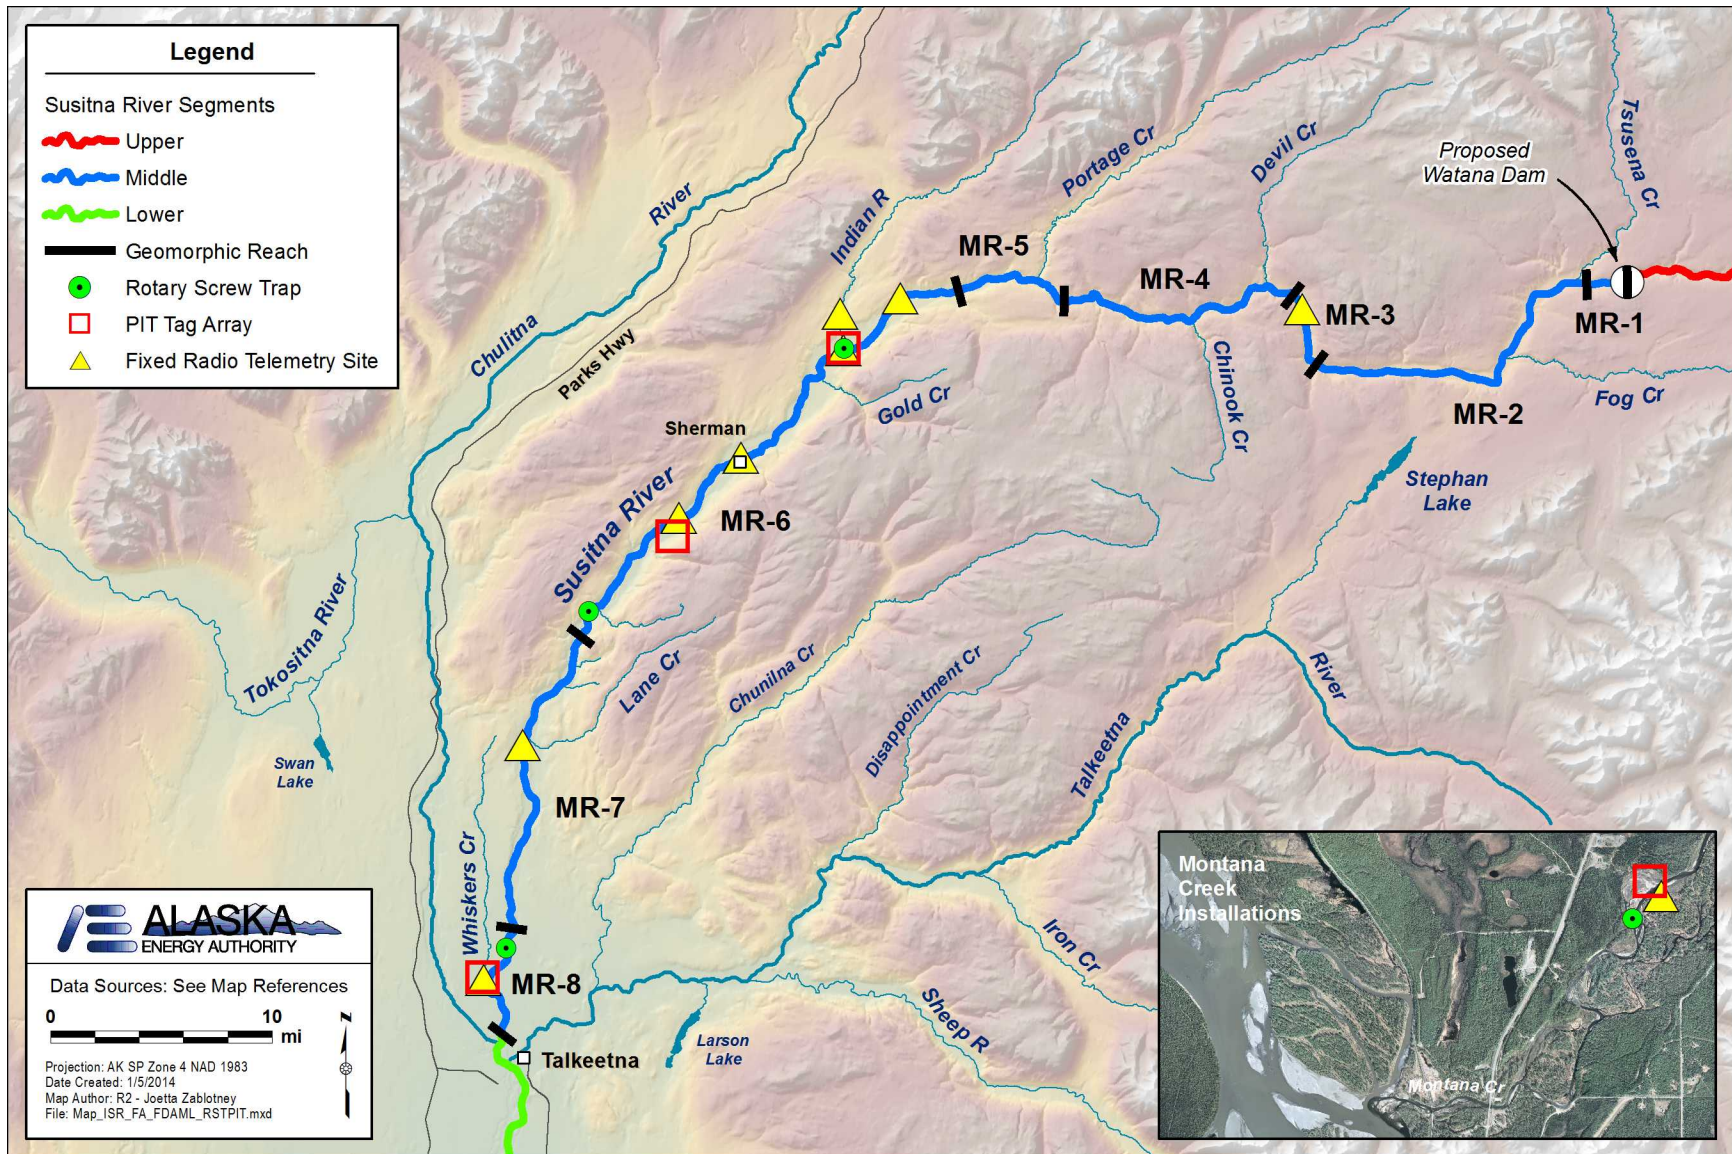 Legend
Susitna River Segments
Upper
Middle
Lower
Geomorphic Reach
Rotary Screw Trap
PIT Tag Array
Fixed Radio Telemetry Site
River
Chulitna
Parks Hwy
Indian R
Portage Cr
Devil Cr
Tsusena Cr
Proposed
Watana Dam
MR-5
MR-4
MR-3
MR-1
MR-2
Fog Cr
Chinook Cr
Gold Cr
Sherman
Stephan
Lake
Susitna River
MR-6
Tokositna River
Swan
Lake
Lane Cr
Chunilna Cr
Disappointment Cr
River
Talkeetna
MR-7
Whiskers Cr
MR-8
Iron Cr
Sheep R
Larson
Lake
Talkeetna
Montana
Creek
Installations
Montana Cr
ALASKA
ENERGY AUTHORITY
Data Sources: See Map References
0 10
mi
N
Projection: AK SP Zone 4 NAD 1983
Date Created: 1/5/2014
Map Author: R2 - Joetta Zablotney
File: Map_ISR_FA_FDAML_RSTPIT.mxd